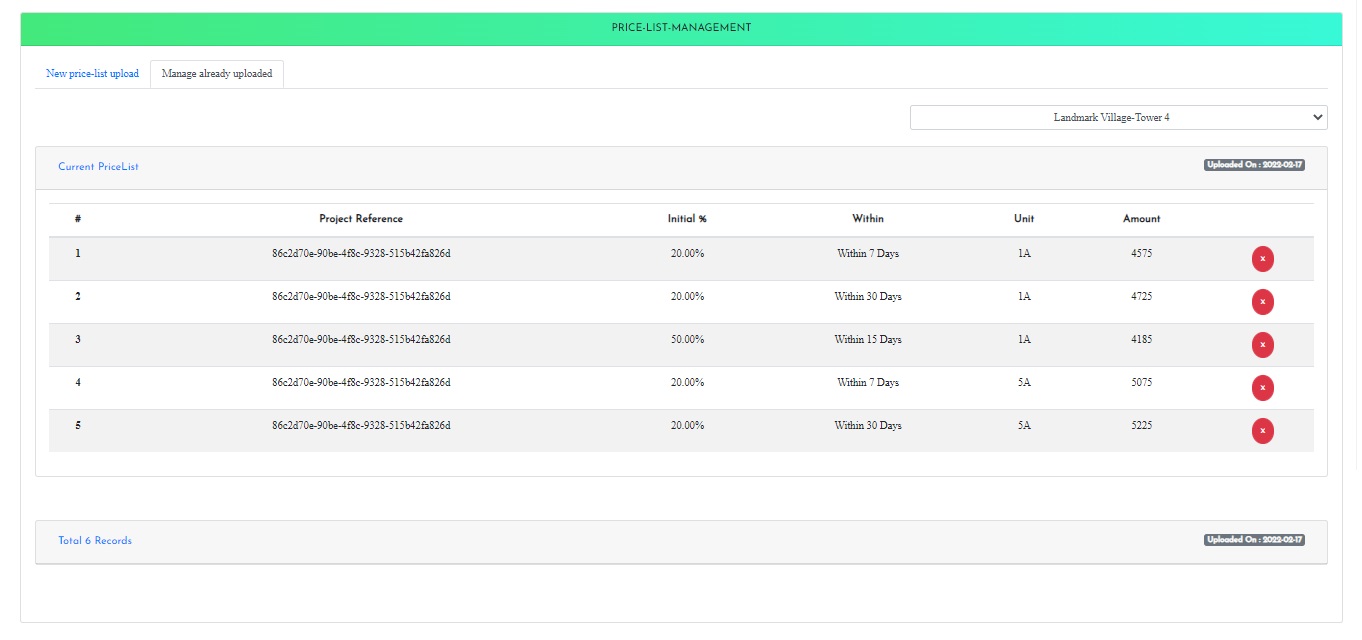 PRICE-LIST-MANAGEMENT
New price-list upload Manage already uploaded
Landmark Village-Tower 4
Current PriceList Uploaded On : 2022-02-17
# Project Reference Initial % Within Unit Amount
1 86c2d70e-90be-4f8c-9328-515b42fa826d 20.00% Within 7 Days 1A 4575 x
2 86c2d70e-90be-4f8c-9328-515b42fa826d 20.00% Within 30 Days 1A 4725 x
3 86c2d70e-90be-4f8c-9328-515b42fa826d 50.00% Within 15 Days 1A 4185 x
4 86c2d70e-90be-4f8c-9328-515b42fa826d 20.00% Within 7 Days 5A 5075 x
5 86c2d70e-90be-4f8c-9328-515b42fa826d 20.00% Within 30 Days 5A 5225 x
Total 6 Records Uploaded On : 2022-02-17